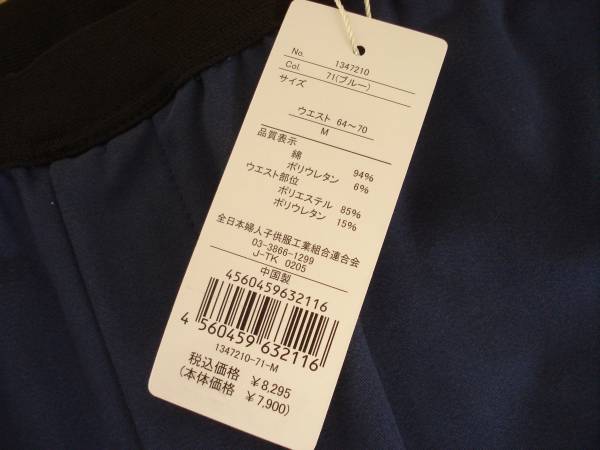 No. 1347210
Col. 71(ブルー)
サイズ
ウエスト 64～70
M
品質表示
綿 94%
ポリウレタン 6%
ウエスト部位
ポリエステル 85%
ポリウレタン 15%
全日本婦人子供服工業組合連合会
03-3866-1299
J-TK 0205
中国製
4560459632116
4 560459 632116
1347210-71-M
税込価格 ￥8,295
(本体価格 ￥7,900)